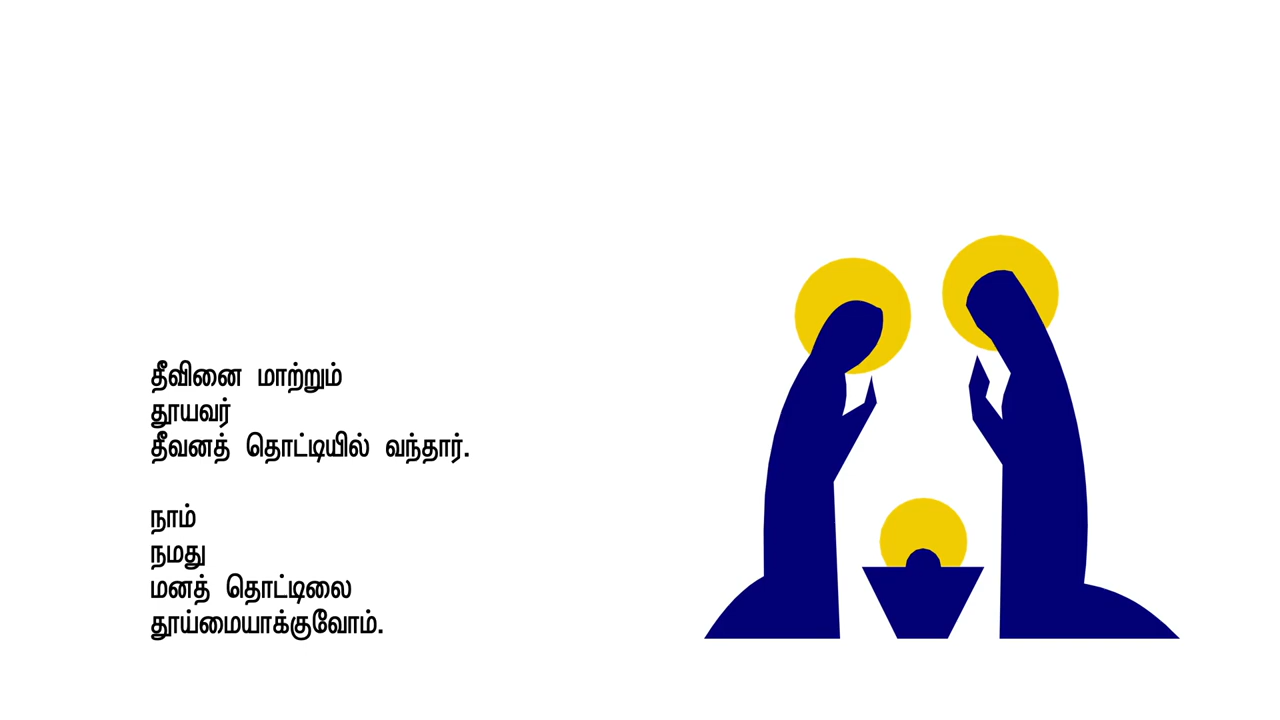 தீவினை மாற்றும்
தூயவர்
தீவனத் தொட்டியில் வந்தார்.
நாம்
நமது
மனத் தொட்டிலை
தூய்மையாக்குவோம்.